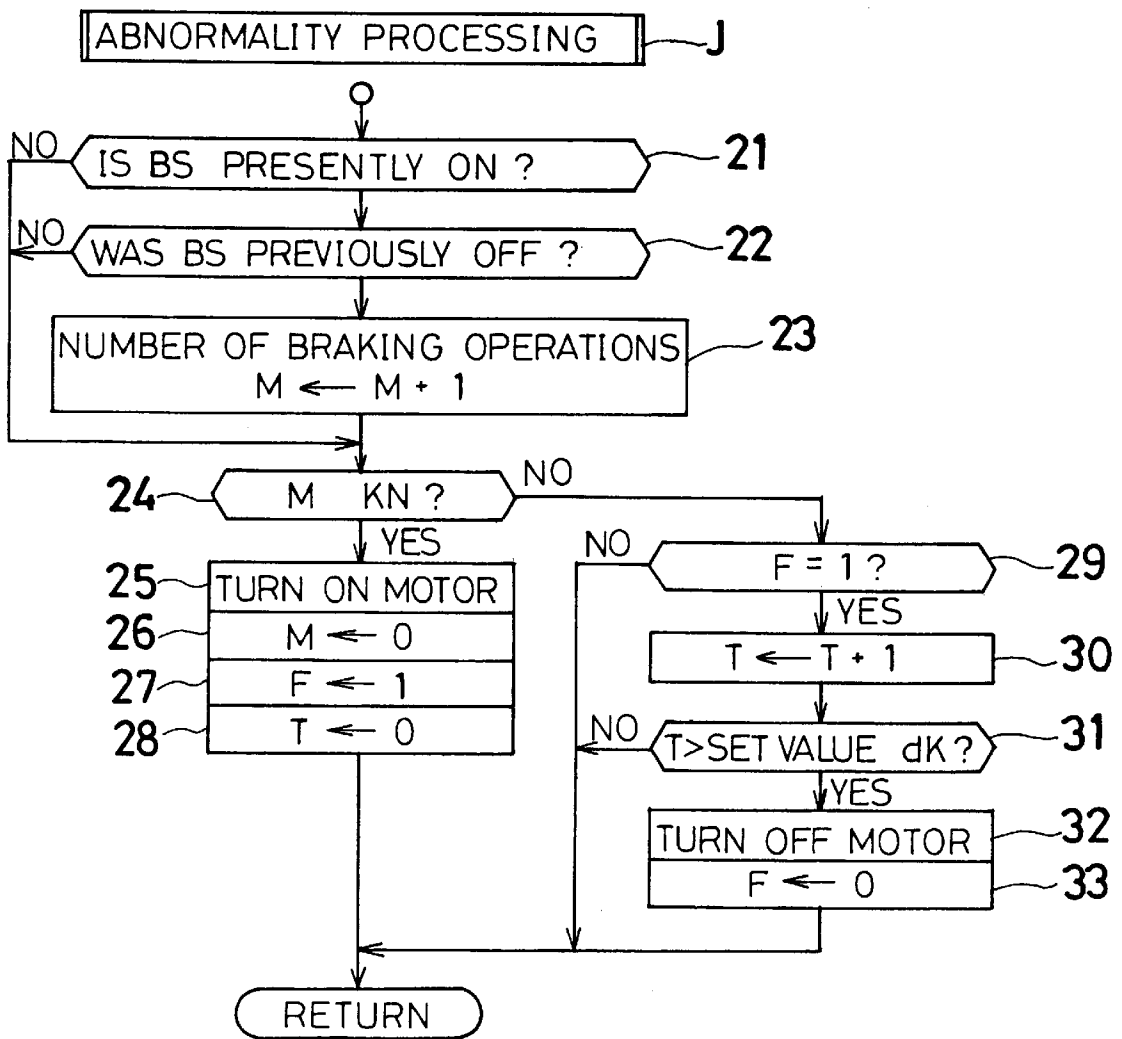 ABNORMALITY PROCESSING
J
NO
IS BS PRESENTLY ON ?
21
NO
WAS BS PREVIOUSLY OFF ?
22
NUMBER OF BRAKING OPERATIONS
M ← M + 1
23
24
M KN ?
NO
YES
25
TURN ON MOTOR
26
M ← 0
27
F ← 1
28
T ← 0
NO
F = 1 ?
29
YES
T ← T + 1
30
NO
T>SET VALUE dK ?
31
YES
TURN OFF MOTOR
32
F ← 0
33
RETURN